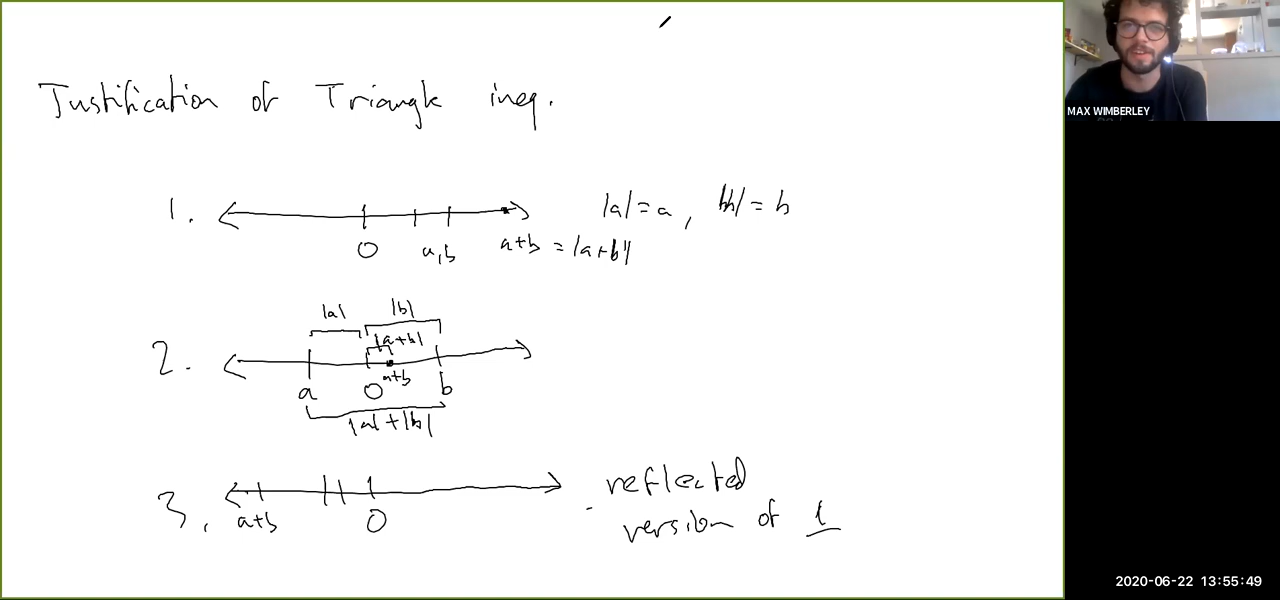 Justification of Triangle ineq.
MAX WIMBERLEY
1.
|a| = a, |b| = b
0 a,b a+b = |a+b|
|a| |b|
|a+b|
2.
a+b
a 0 b
|a| + |b|
3.
a+b 0
reflected
version of 1
2020-06-22 13:55:49